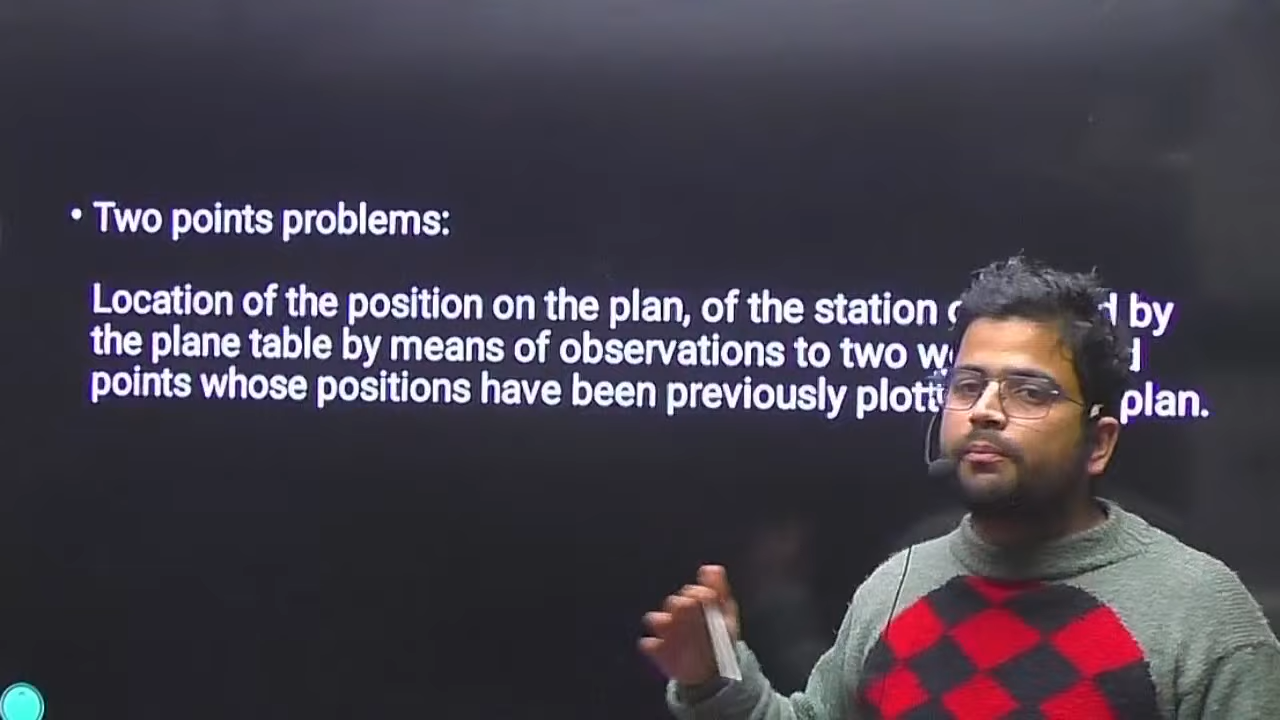 • Two points problems:
Location of the position on the plan, of the station by
the plane table by means of observations to two
points whose positions have been previously plan.